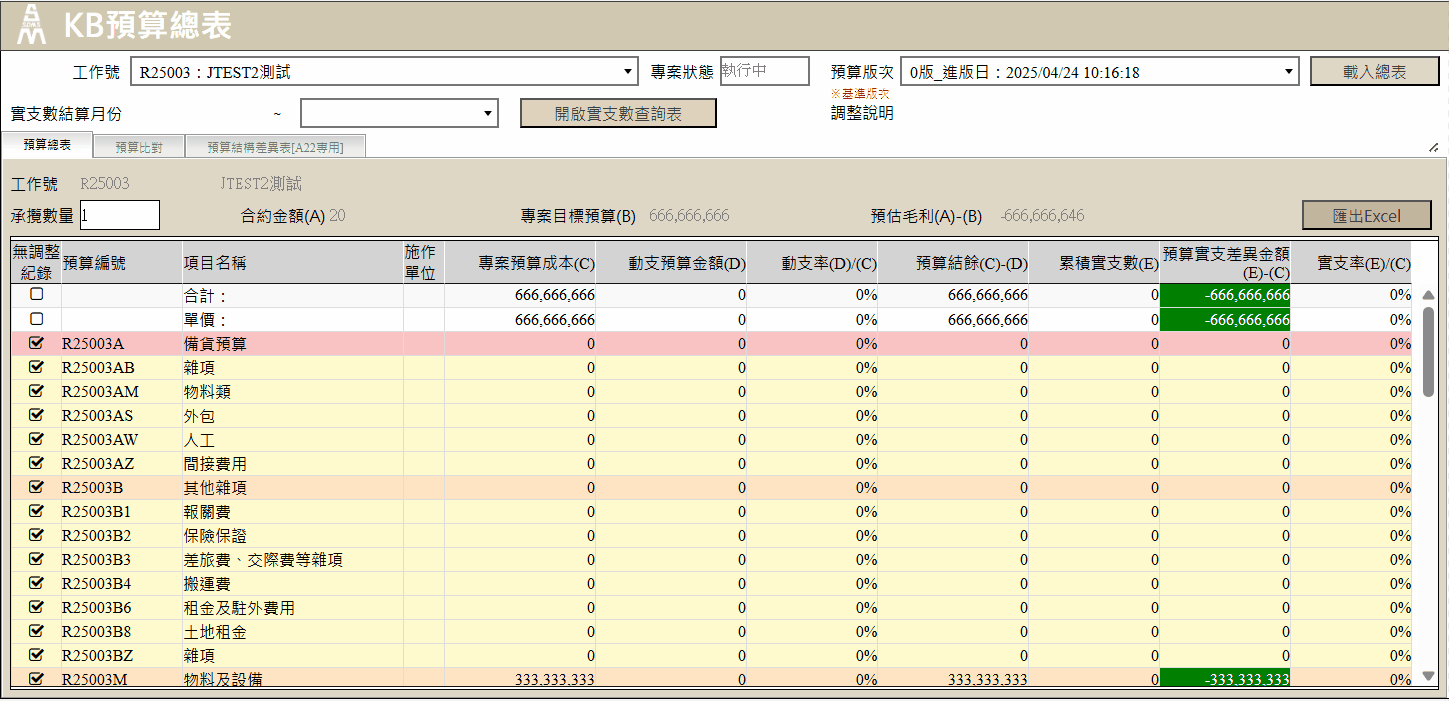 KB預算總表
工作號 R25003：JTEST2測試 專案狀態 執行中 預算版次 0版_進版日：2025/04/24 10:16:18 載入總表
※基準版次
實支數結算月份 ~ 開啟實支數查詢表 調整說明
預算總表 預算比對 預算結構差異表[A22專用]
工作號 R25003 JTEST2測試
承攬數量 1 合約金額(A) 20 專案目標預算(B) 666,666,666 預估毛利(A)-(B) -666,666,646 匯出Excel
無調整紀錄 預算編號 項目名稱 施作單位 專案預算成本(C) 動支預算金額(D) 動支率(D)/(C) 預算結餘(C)-(D) 累積實支數(E) 預算實支差異金額(E)-(C) 實支率(E)/(C)
合計： 666,666,666 0 0% 666,666,666 0 -666,666,666 0%
單價： 666,666,666 0 0% 666,666,666 0 -666,666,666 0%
R25003A 備貨預算 0 0 0% 0 0 0 0%
R25003AB 雜項 0 0 0% 0 0 0 0%
R25003AM 物料類 0 0 0% 0 0 0 0%
R25003AS 外包 0 0 0% 0 0 0 0%
R25003AW 人工 0 0 0% 0 0 0 0%
R25003AZ 間接費用 0 0 0% 0 0 0 0%
R25003B 其他雜項 0 0 0% 0 0 0 0%
R25003B1 報關費 0 0 0% 0 0 0 0%
R25003B2 保險保證 0 0 0% 0 0 0 0%
R25003B3 差旅費、交際費等雜項 0 0 0% 0 0 0 0%
R25003B4 搬運費 0 0 0% 0 0 0 0%
R25003B6 租金及駐外費用 0 0 0% 0 0 0 0%
R25003B8 土地租金 0 0 0% 0 0 0 0%
R25003BZ 雜項 0 0 0% 0 0 0 0%
R25003M 物料及設備 333,333,333 0 0% 333,333,333 0 -333,333,333 0%